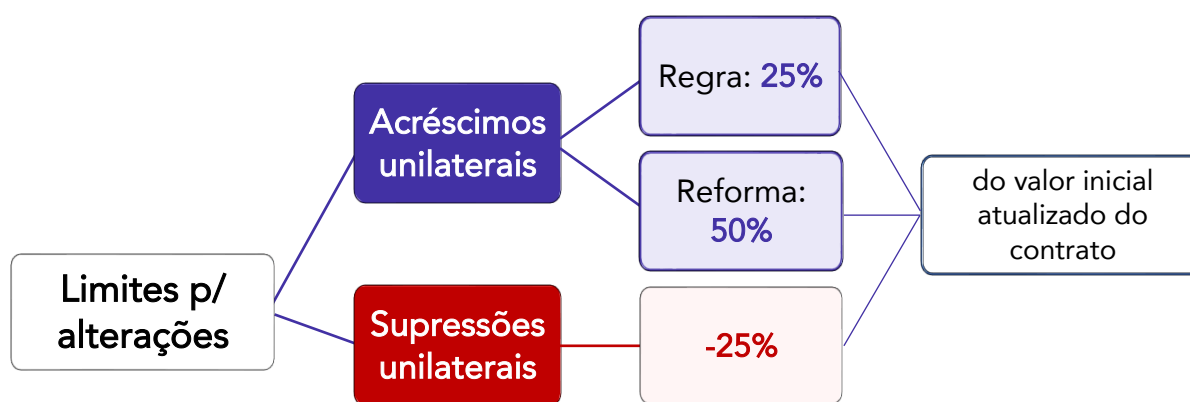 Limites p/
alterações
Acréscimos
unilaterais
Regra: 25%
Reforma:
50%
Supressões
unilaterais
-25%
do valor inicial
atualizado do
contrato